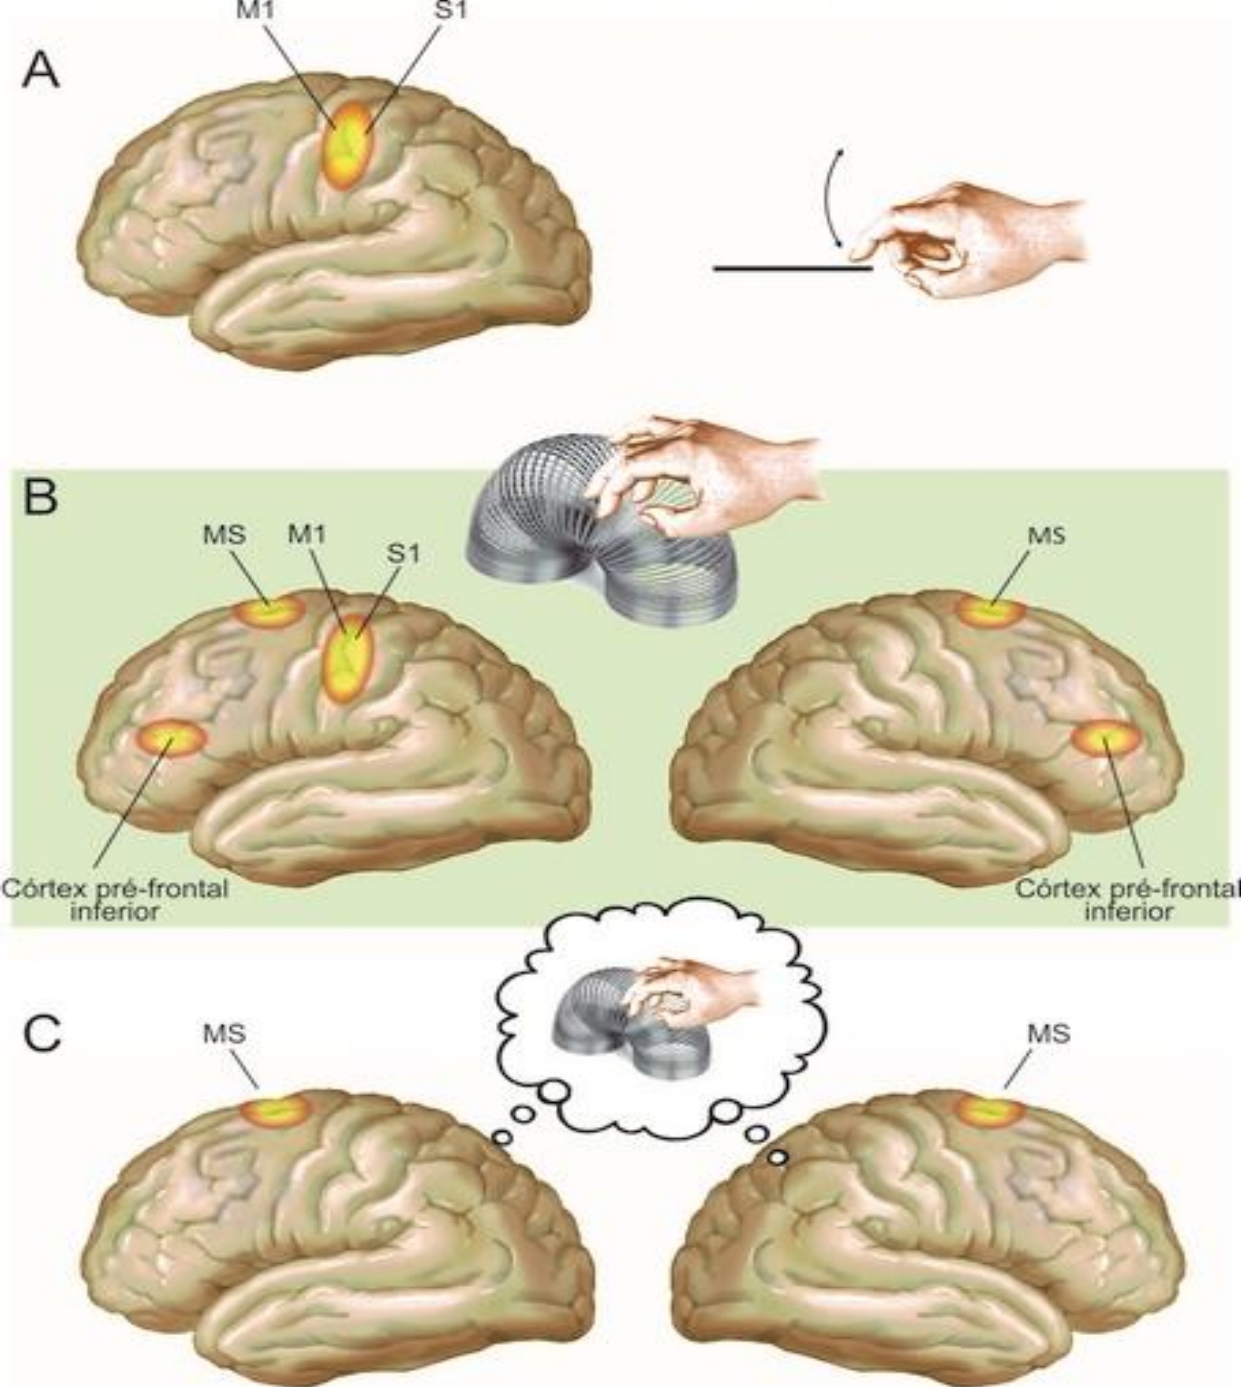 M1 S1
A
B
MS M1
S1
MS
Córtex pré-frontal
inferior
Córtex pré-frontal
inferior
C
MS MS